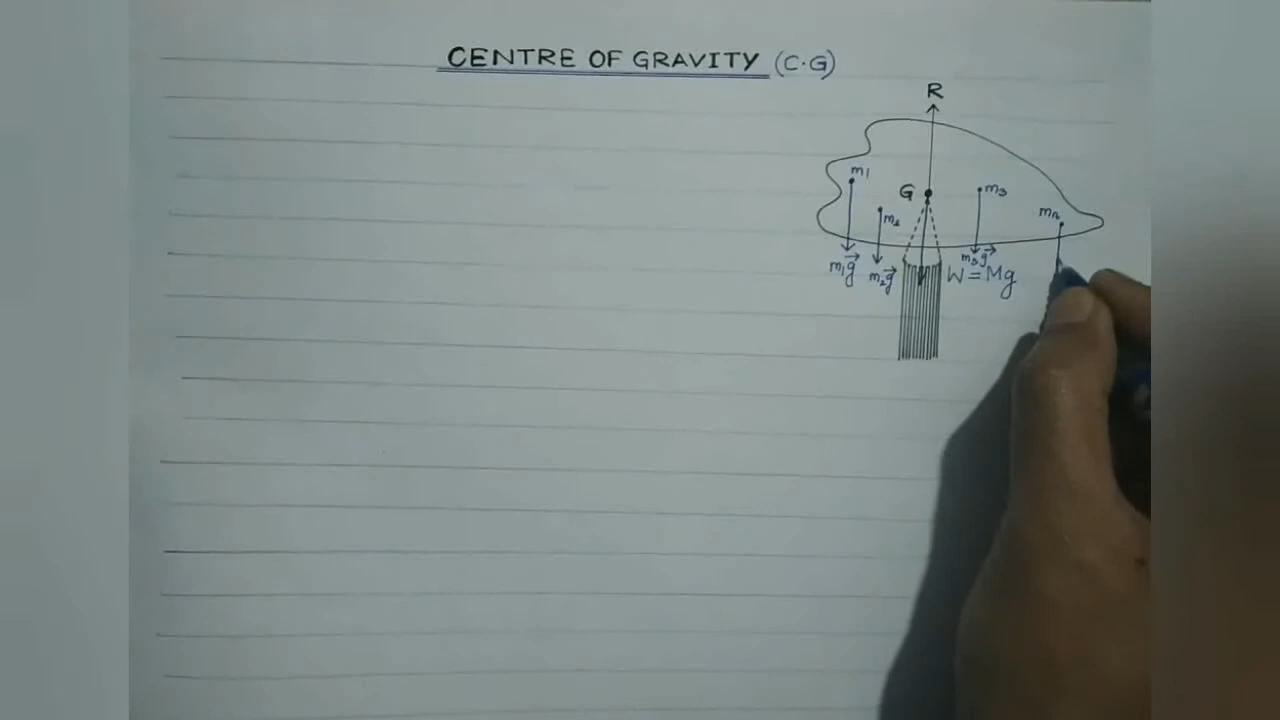 CENTRE OF GRAVITY (C.G)
R
m1
G
m2
m3
mn
m1g⃗
m2g⃗
m3g⃗
W = Mg